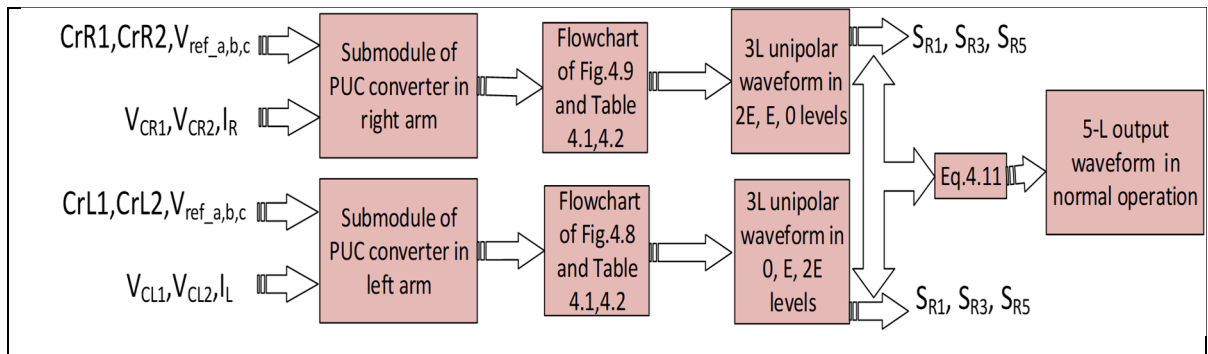 CrR1,CrR2,Vref_a,b,c
VCR1,VCR2,IR
Submodule of
PUC converter in
right arm
Flowchart
of Fig.4.9
and Table
4.1,4.2
3L unipolar
waveform in
2E, E, 0 levels
SR1, SR3, SR5
CrL1,CrL2,Vref_a,b,c
VCL1,VCL2,IL
Submodule of
PUC converter in
left arm
Flowchart
of Fig.4.8
and Table
4.1,4.2
3L unipolar
waveform in
0, E, 2E
levels
SR1, SR3, SR5
Eq.4.11
5-L output
waveform in
normal operation